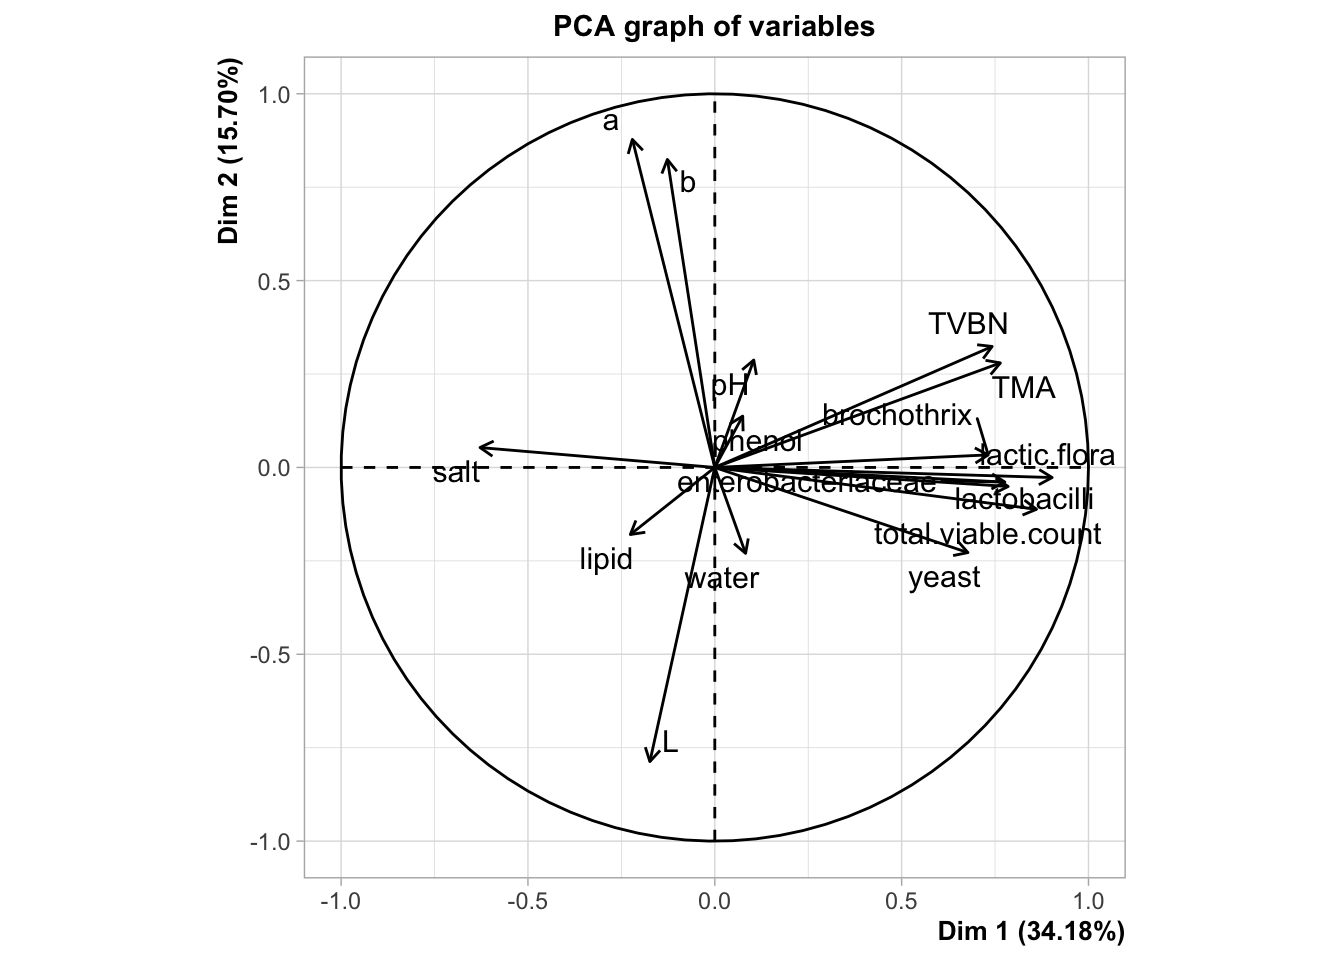 PCA graph of variables
Dim 2 (15.70%)
1.0
0.5
0.0
-0.5
-1.0
a
b
TVBN
TMA
pH
brochothrix
phenol
lactic.flora
salt
enterobacteriaceae
lactobacilli
total.viable.count
lipid
water
yeast
L
-1.0
-0.5
0.0
0.5
1.0
Dim 1 (34.18%)